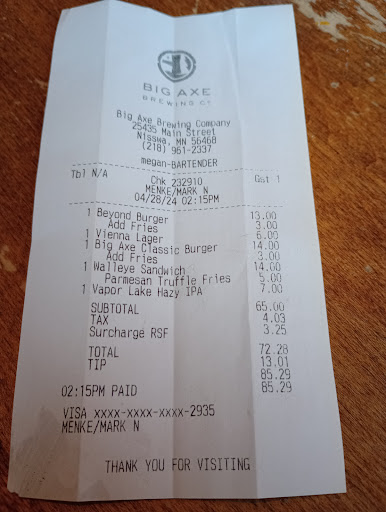 BIG AXE
BREWING Co
Big Axe Brewing Company
25435 Main Street
Nisswa, MN 56468
(218) 961-2337
megan-BARTENDER
Tbl N/A Chk 232910 Gst 1
MENKE/MARK N
04/28/24 02:15PM
1 Beyond Burger 13.00
Add Fries 3.00
1 Vienna Lager 6.00
1 Big Axe Classic Burger 14.00
Add Fries 3.00
1 Walleye Sandwich 14.00
Parmesan Truffle Fries 5.00
1 Vapor Lake Hazy IPA 7.00
SUBTOTAL 65.00
TAX 4.03
Surcharge RSF 3.25
TOTAL 72.28
TIP 13.01
85.29
02:15PM PAID 85.29
VISA xxxx-xxxx-xxxx-2935
MENKE/MARK N
THANK YOU FOR VISITING